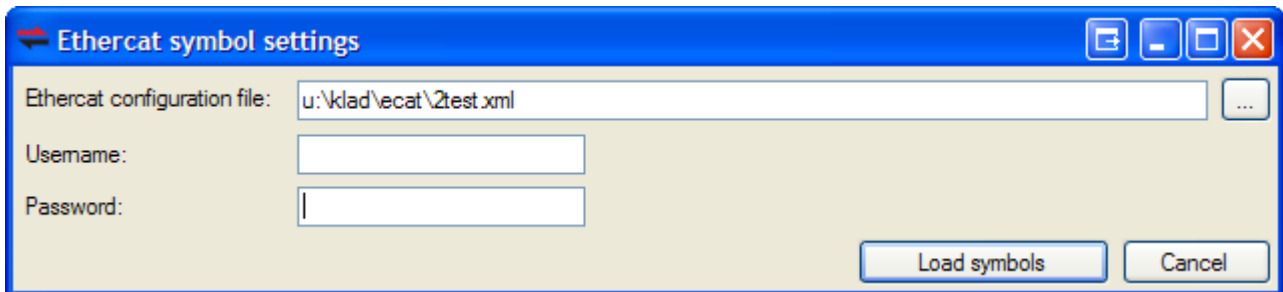 Ethercat symbol settings
Ethercat configuration file: u:\klad\ecat\2test.xml ...
Username:
Password:
Load symbols Cancel